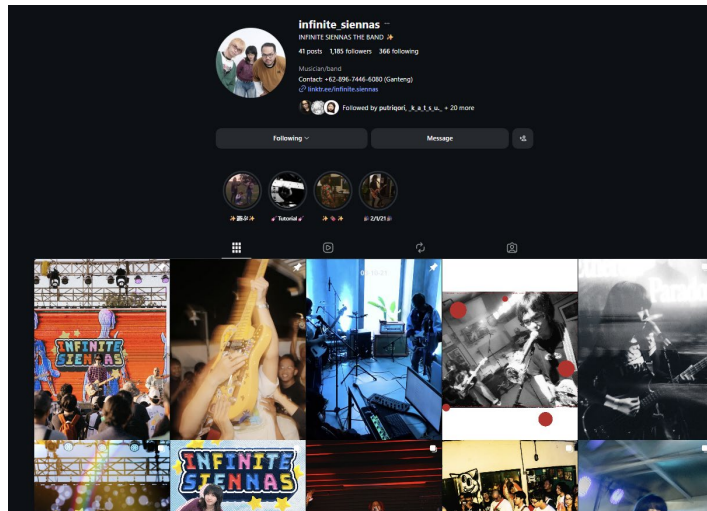 infinite_siennas
INFINITE SIENNAS THE BAND ✨
41 posts 1,185 followers 366 following
Musician/band
Contact: +62-896-7446-6080 (Ganteng)
linktr.ee/infinite.siennas
Followed by putriqori, _k_a_t_s_u._ + 20 more
Following
Message
Tutorial
2/1/21
INFINITE
SIENNAS
INFINITE
SIENNAS